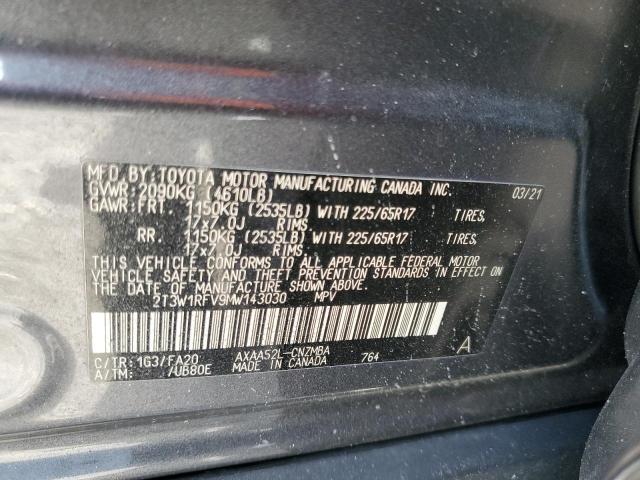 MFD. BY: TOYOTA MOTOR MANUFACTURING CANADA INC.
GVWR: 2090KG (4610LB) 03/21
GAWR: FRT. 1150KG (2535LB) WITH 225/65R17 TIRES,
17x7.0J RIMS.
RR. 1150KG (2535LB) WITH 225/65R17 TIRES,
17x7.0J RIMS.
THIS VEHICLE CONFORMS TO ALL APPLICABLE FEDERAL MOTOR
VEHICLE SAFETY AND THEFT PREVENTION STANDARDS IN EFFECT ON
THE DATE OF MANUFACTURE SHOWN ABOVE.
2T3W1RFV9MW143030 MPV
C/TR: 1G3/FA20 AXAA52L-CNZMBA 764 A
A/TM: /UB80E MADE IN CANADA